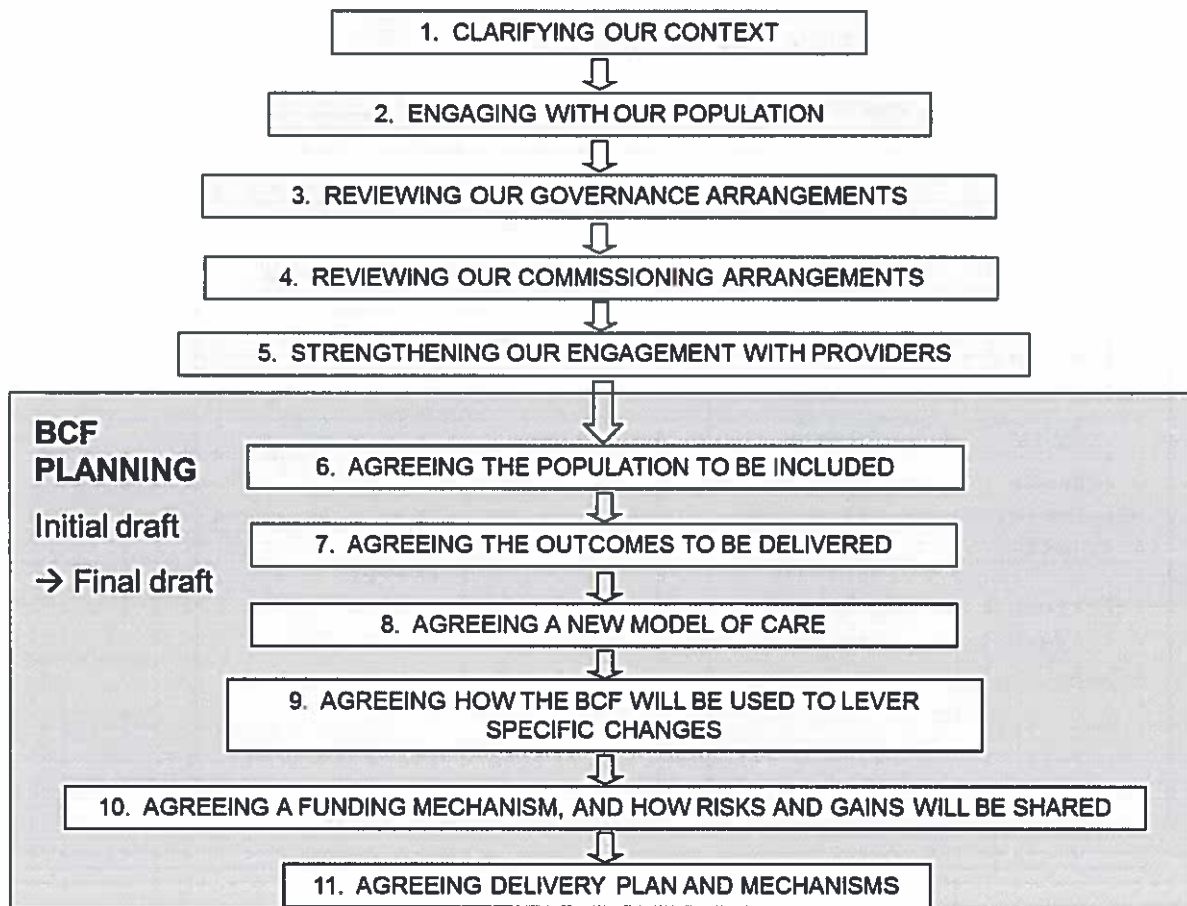 1. CLARIFYING OUR CONTEXT
2. ENGAGING WITH OUR POPULATION
3. REVIEWING OUR GOVERNANCE ARRANGEMENTS
4. REVIEWING OUR COMMISSIONING ARRANGEMENTS
5. STRENGTHENING OUR ENGAGEMENT WITH PROVIDERS
BCF
PLANNING
Initial draft
→ Final draft
6. AGREEING THE POPULATION TO BE INCLUDED
7. AGREEING THE OUTCOMES TO BE DELIVERED
8. AGREEING A NEW MODEL OF CARE
9. AGREEING HOW THE BCF WILL BE USED TO LEVER
SPECIFIC CHANGES
10. AGREEING A FUNDING MECHANISM, AND HOW RISKS AND GAINS WILL BE SHARED
11. AGREEING DELIVERY PLAN AND MECHANISMS